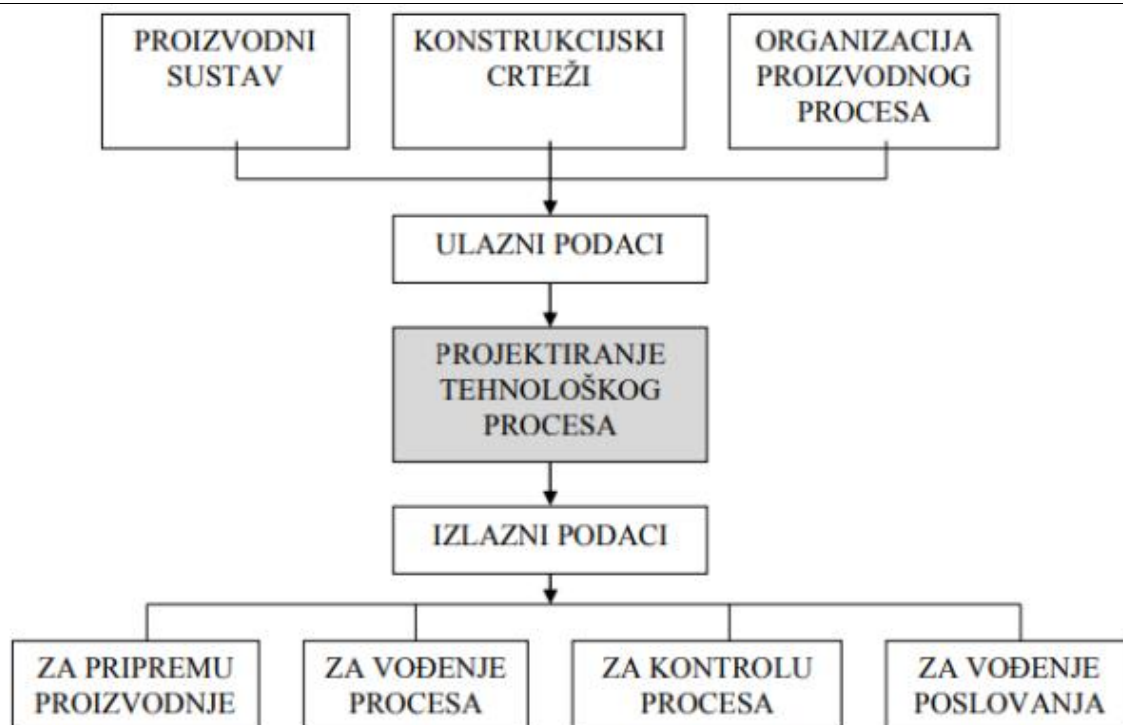 PROIZVODNI
SUSTAV
KONSTRUKCIJSKI
CRTEŽI
ORGANIZACIJA
PROIZVODNOG
PROCESA
ULAZNI PODACI
PROJEKTIRANJE
TEHNOLOŠKOG
PROCESA
IZLAZNI PODACI
ZA PRIPREMU
PROIZVODNJE
ZA VOĐENJE
PROCESA
ZA KONTROLU
PROCESA
ZA VOĐENJE
POSLOVANJA